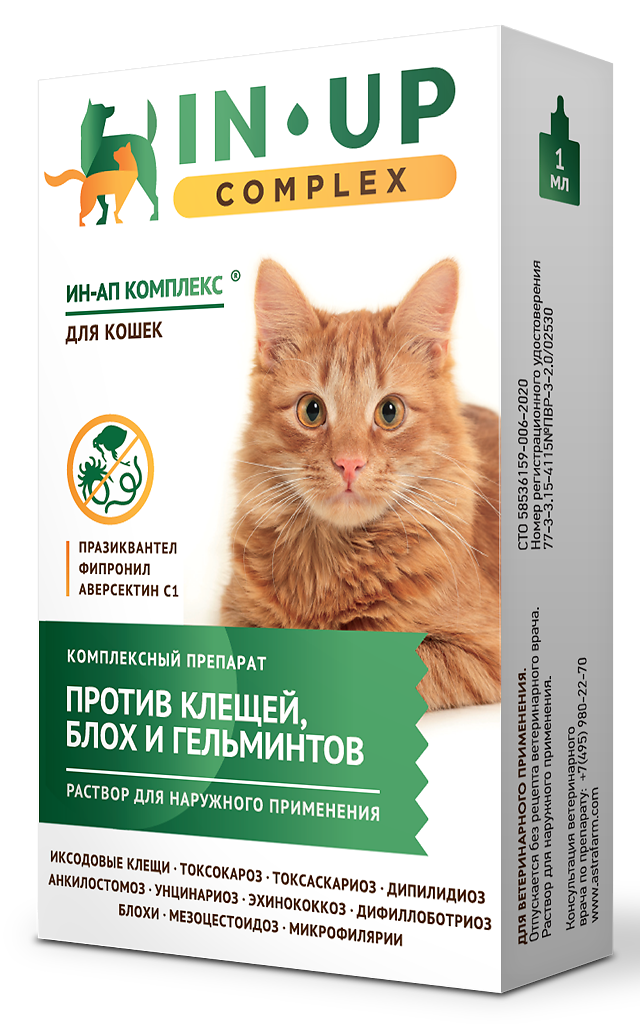 IN·UP
COMPLEX
ИН-АП КОМПЛЕКС ®
ДЛЯ КОШЕК
ПРАЗИКВАНТЕЛ
ФИПРОНИЛ
АВЕРСЕКТИН С1
КОМПЛЕКСНЫЙ ПРЕПАРАТ
ПРОТИВ КЛЕЩЕЙ,
БЛОХ И ГЕЛЬМИНТОВ
РАСТВОР ДЛЯ НАРУЖНОГО ПРИМЕНЕНИЯ
ИКСОДОВЫЕ КЛЕЩИ · ТОКСОКАРОЗ · ТОКСАСКАРИОЗ · ДИПИЛИДИОЗ
АНКИЛОСТОМОЗ · УНЦИНАРИОЗ · ЭХИНОКОККОЗ · ДИФИЛЛОБОТРИОЗ
БЛОХИ · МЕЗОЦЕСТОИДОЗ · МИКРОФИЛЯРИИ
1
МЛ
СТО 58536159-006-2020
Номер регистрационного удостоверения
77-3-3.15-4115№ПВР-3-2.0/02530
ДЛЯ ВЕТЕРИНАРНОГО ПРИМЕНЕНИЯ.
Отпускается без рецепта ветеринарного врача.
Раствор для наружного применения.
Консультация ветеринарного
врача по препарату: +7(495) 980-22-70
www.astrafarm.com